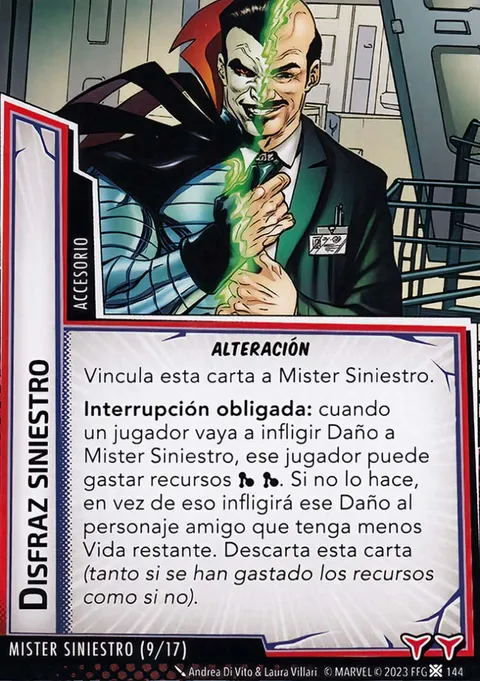 ACCESORIO
DISFRAZ SINIESTRO
ALTERACIÓN
Vincula esta carta a Mister Siniestro.
Interrupción obligada: cuando
un jugador vaya a infligir Daño a
Mister Siniestro, ese jugador puede
gastar recursos . Si no lo hace,
en vez de eso infligirá ese Daño al
personaje amigo que tenga menos
Vida restante. Descarta esta carta
(tanto si se han gastado los recursos
como si no).
MISTER SINIESTRO (9/17)
Andrea Di Vito & Laura Villari © MARVEL © 2023 FFG 144